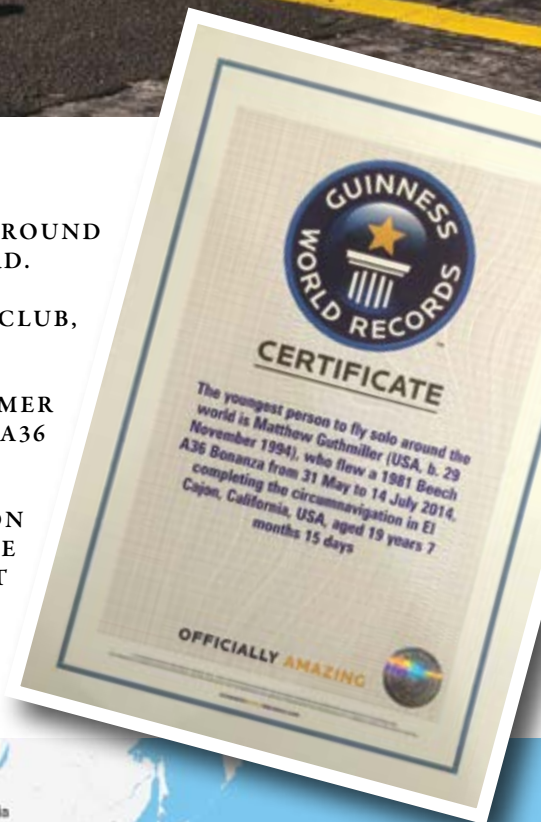 ROUND
D.
CLUB,
MER
A36
ON
E
T
GUINNESS
WORLD RECORDS
CERTIFICATE
The youngest person to fly solo around the
world is Matthew Guthmiller (USA, b. 29
November 1994), who flew a 1981 Beech
A36 Bonanza from 31 May to 14 July 2014,
completing the circumnavigation in El
Cajon, California, USA, aged 19 years 7
months 15 days
OFFICIALLY AMAZING
ia